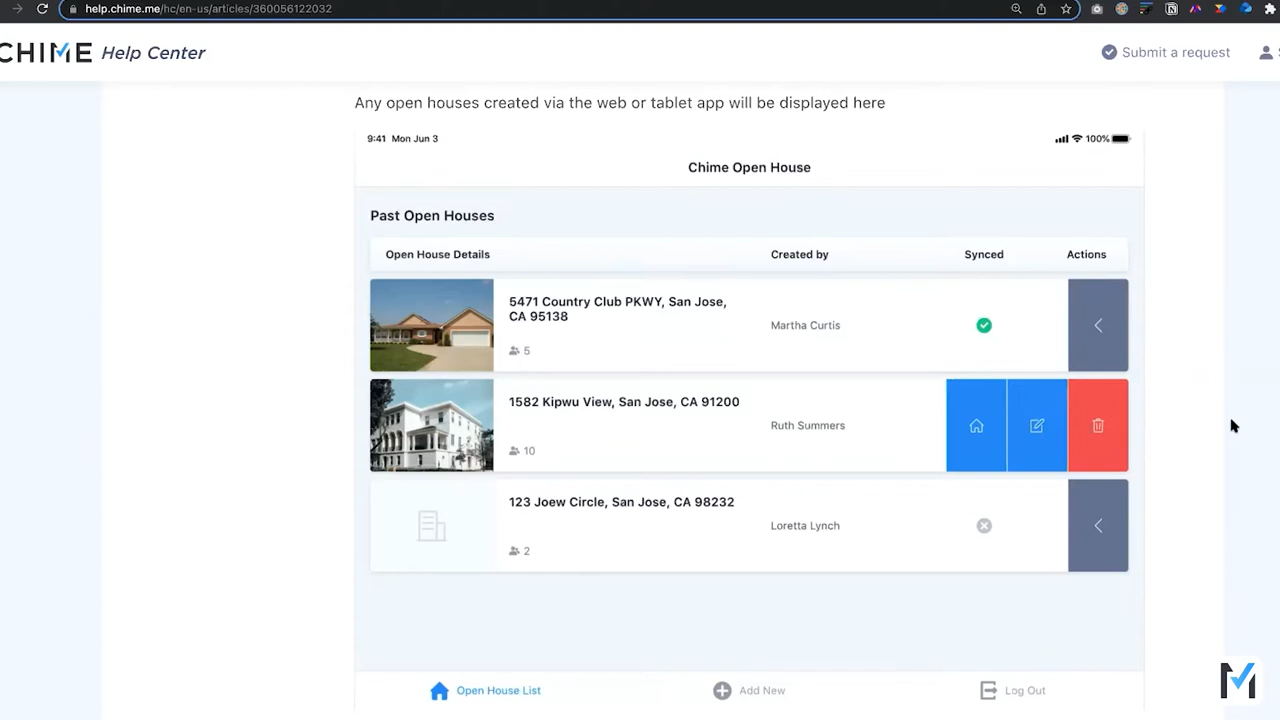 help.chime.me/hc/en-us/articles/360056122032
CHIME Help Center
Submit a request
Any open houses created via the web or tablet app will be displayed here
9:41 Mon Jun 3
100%
Chime Open House
Past Open Houses
Open House Details
Created by
Synced
Actions
5471 Country Club PKWY, San Jose,
CA 95138
Martha Curtis
5
1582 Kipwu View, San Jose, CA 91200
Ruth Summers
10
123 Joew Circle, San Jose, CA 98232
Loretta Lynch
2
Open House List
Add New
Log Out